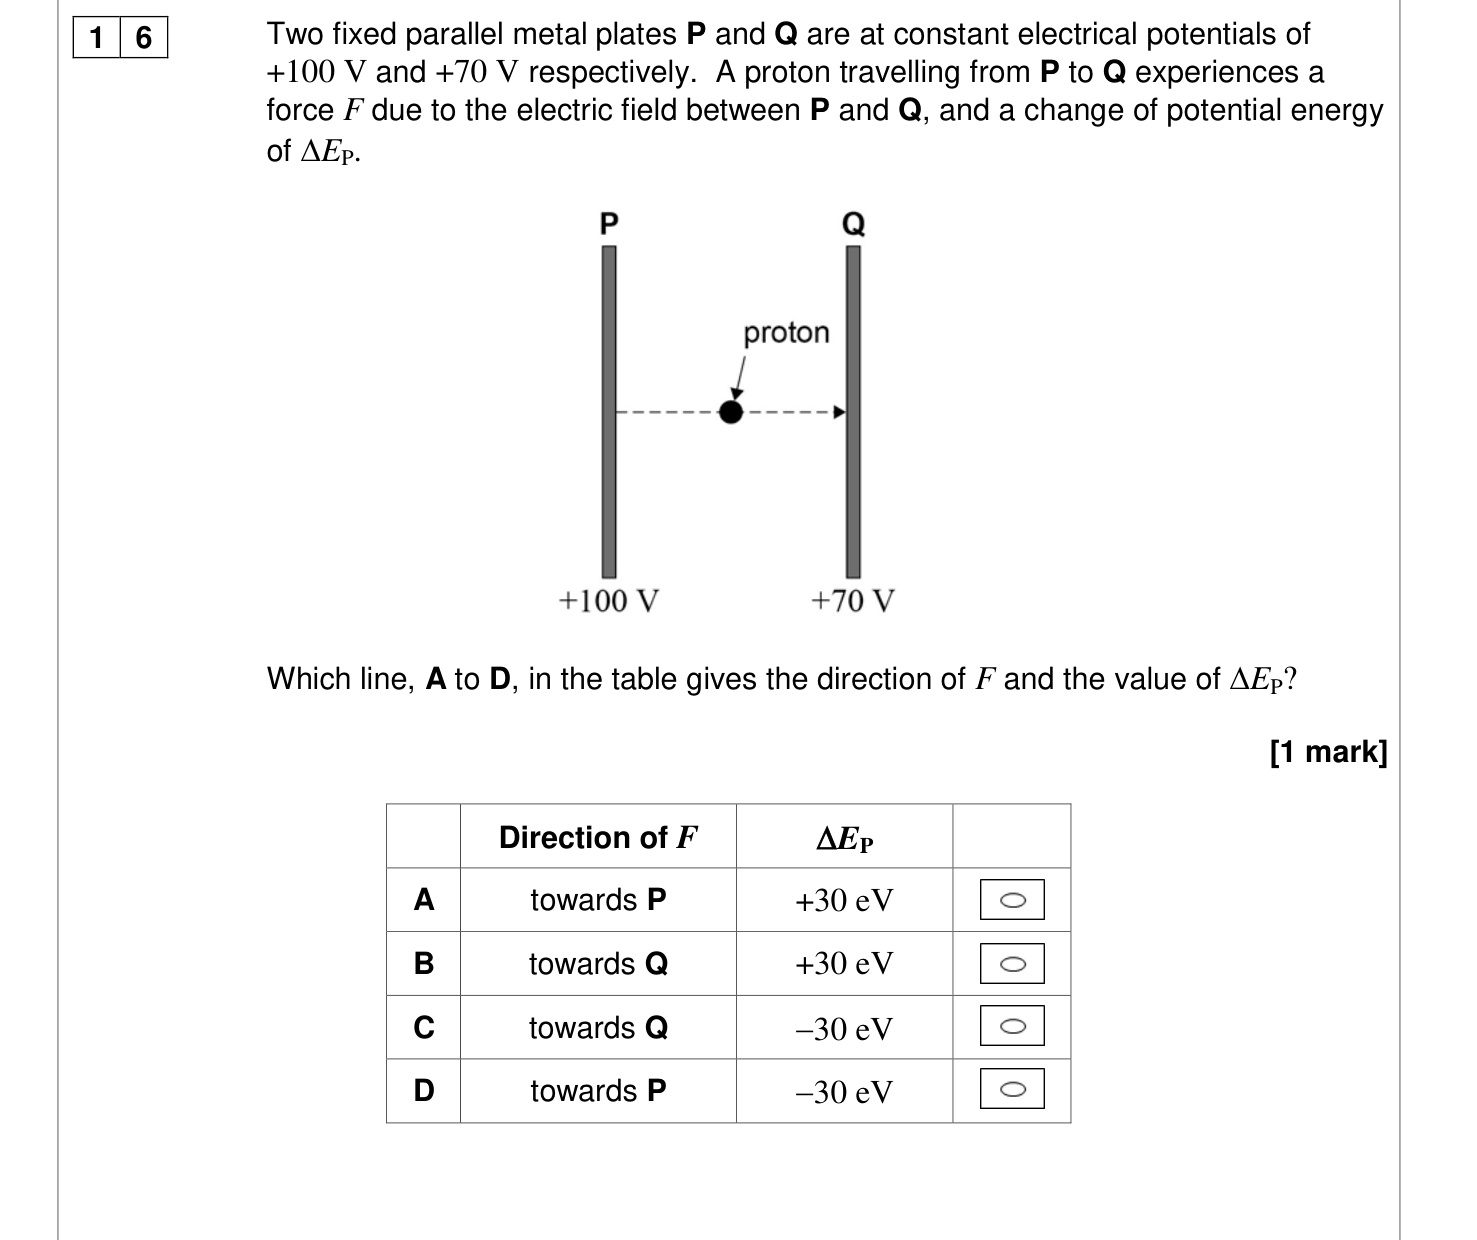 1 6
Two fixed parallel metal plates P and Q are at constant electrical potentials of
+100 V and +70 V respectively. A proton travelling from P to Q experiences a
force F due to the electric field between P and Q, and a change of potential energy
of ΔEP.
P Q
proton
+100 V +70 V
Which line, A to D, in the table gives the direction of F and the value of ΔEP?
[1 mark]
Direction of F ΔEP
A towards P +30 eV
B towards Q +30 eV
C towards Q –30 eV
D towards P –30 eV